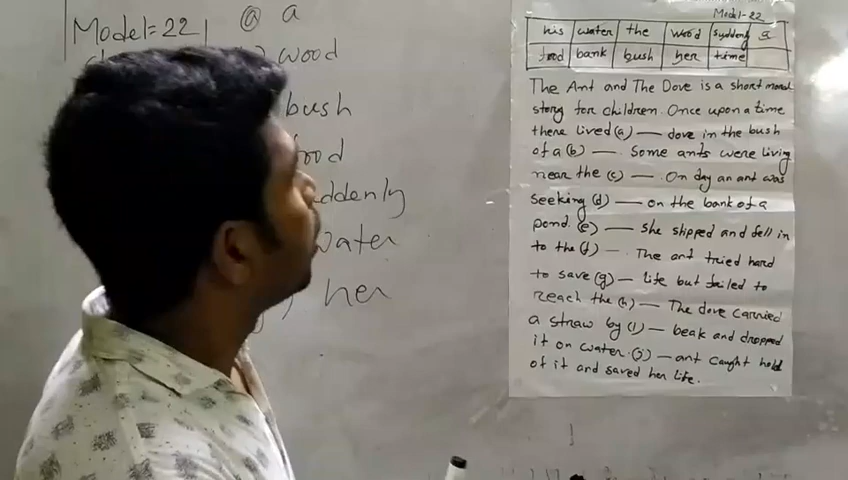 Model=22
@ a
wood
bush
food
suddenly
water
her
Model-22
his water the wood suddenly a
food bank bush her time
The Ant and The Dove is a short moral
story for children. Once upon a time
there lived (a) — dove in the bush
of a (b) —. Some ants were living
near the (c) —. On day an ant was
seeking (d) — on the bank of a
pond. (e) — she slipped and fell in
to the (f) —. The ant tried hard
to save (g) — life but failed to
reach the (h) — The dove carried
a straw by (i) — beak and dropped
it on water. (j) — ant caught hold
of it and saved her life.